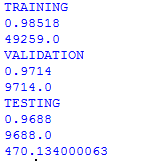 TRAINING
0.98518
49259.0
VALIDATION
0.9714
9714.0
TESTING
0.9688
9688.0
470.134000063